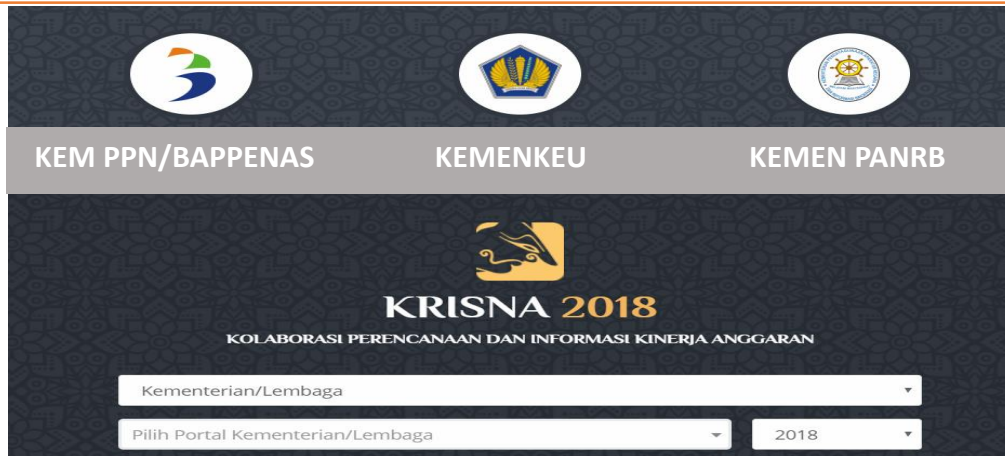 KEM PPN/BAPPENAS KEMENKEU KEMEN PANRB
KRISNA 2018
KOLABORASI PERENCANAAN DAN INFORMASI KINERJA ANGGARAN
Kementerian/Lembaga
Pilih Portal Kementerian/Lembaga 2018